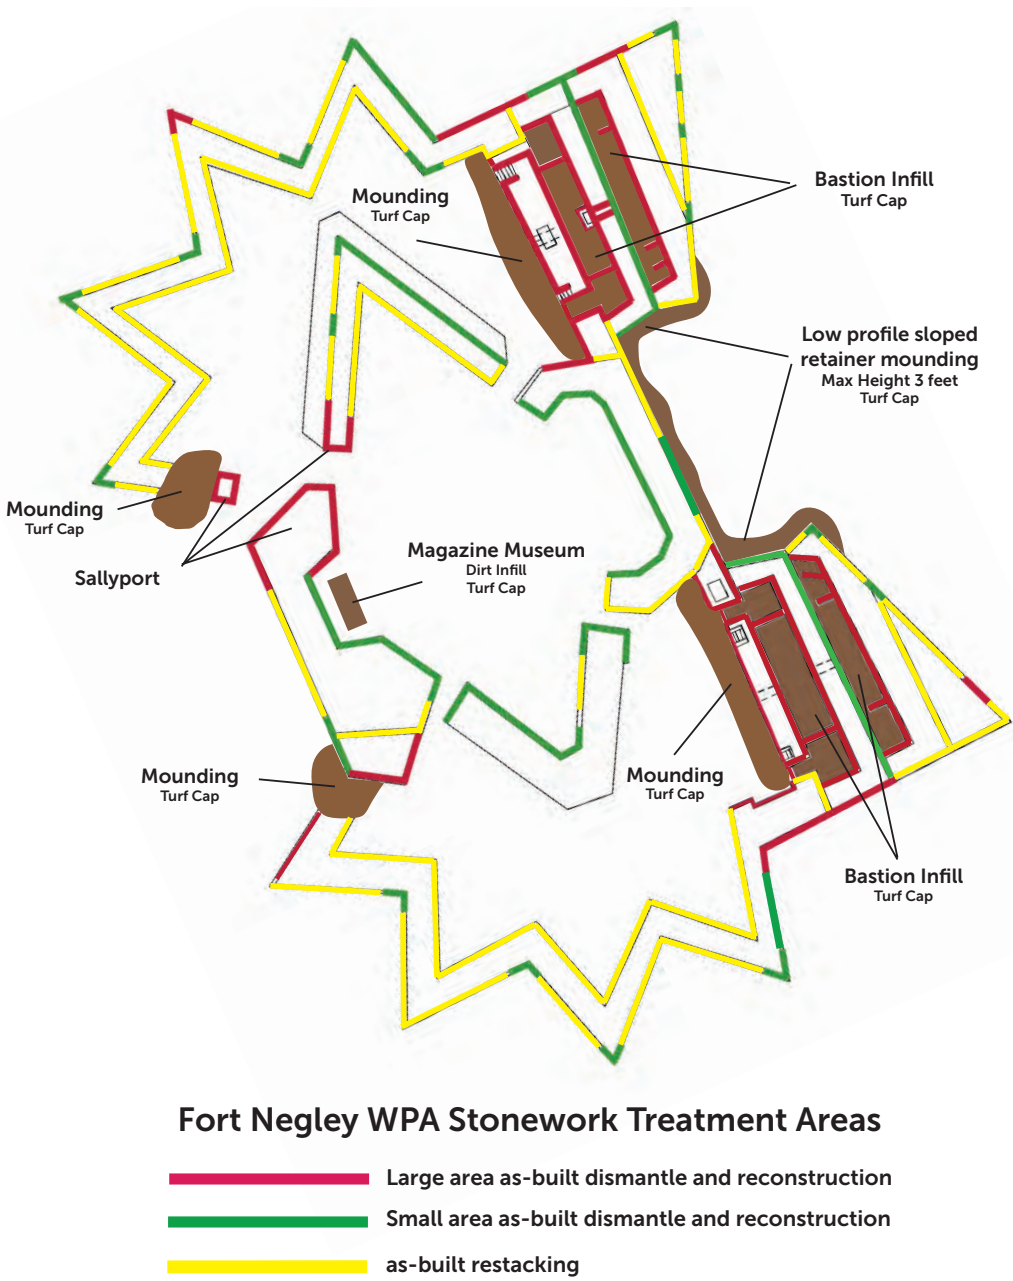 Bastion Infill
Turf Cap
Mounding
Turf Cap
Low profile sloped
retainer mounding
Max Height 3 feet
Turf Cap
Mounding
Turf Cap
Magazine Museum
Dirt Infill
Turf Cap
Sallyport
Mounding
Turf Cap
Mounding
Turf Cap
Bastion Infill
Turf Cap
Fort Negley WPA Stonework Treatment Areas
Large area as-built dismantle and reconstruction
Small area as-built dismantle and reconstruction
as-built restacking